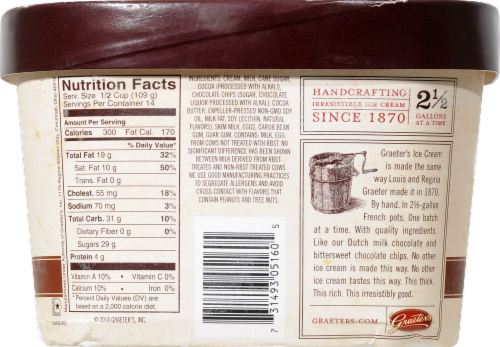 Nutrition Facts
Serv. Size 1/2 Cup (109 g)
Servings Per Container 14
Amount Per Serving
Calories 300 Fat Cal. 170
% Daily Value*
Total Fat 19 g 32%
Sat. Fat 10 g 50%
Trans. Fat 0 g
Cholest. 65 mg 18%
Sodium 70 mg 3%
Total Carb. 31 g 10%
Dietary Fiber 0 g 0%
Sugars 29 g
Protein 4 g
Vitamin A 10% • Vitamin C 0%
Calcium 10% • Iron 0%
*Percent Daily Values (DV) are
based on a 2,000 calorie diet.
© 2014 GRAETER'S, INC.
INGREDIENTS: CREAM, MILK, CANE SUGAR,
COCOA (PROCESSED WITH ALKALI),
CHOCOLATE CHIPS (SUGAR, CHOCOLATE
LIQUOR PROCESSED WITH ALKALI, COCOA
BUTTER, EXPELLER-PRESSED NON-GMO SOY
OIL, MILK FAT, SOY LECITHIN, NATURAL
FLAVORS), SKIM MILK, EGGS, CAROB BEAN
GUM, GUAR GUM. CONTAINS: MILK, EGG.
FROM COWS NOT TREATED WITH RBST. NO
SIGNIFICANT DIFFERENCE HAS BEEN SHOWN
BETWEEN MILK DERIVED FROM RBST-
TREATED AND NON-RBST TREATED COWS.
WE USE GOOD MANUFACTURING PRACTICES
TO SEGREGATE ALLERGENS AND AVOID
CROSS-CONTACT WITH FLAVORS THAT
CONTAIN PEANUTS AND TREE NUTS.
7 31493 05160 5
HANDCRAFTING
IRRESISTIBLE ICE CREAM
SINCE 1870
2 1/2
GALLONS
AT A TIME
Graeter's Ice Cream
is made the same
way Louis and Regina
Graeter made it in 1870.
By hand. In 2½-gallon
French pots. One batch
at a time. With quality ingredients.
Like our Dutch milk chocolate and
bittersweet chocolate chips. No other
ice cream is made this way. No other
ice cream tastes this way. This thick.
This rich. This irresistibly good.
GRAETERS.COM
Graeter's